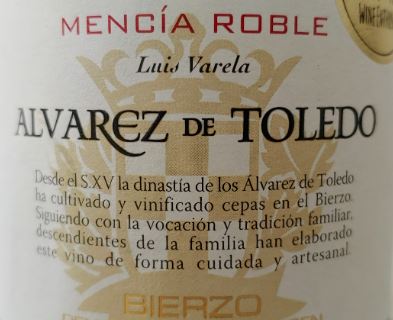 MENCÍA ROBLE
Luis Varela
ALVAREZ DE TOLEDO
Desde el S.XV la dinastía de los Álvarez de Toledo
ha cultivado y vinificado cepas en el Bierzo.
Siguiendo con la vocación y tradición familiar,
descendientes de la familia han elaborado
este vino de forma cuidada y artesanal.
BIERZO